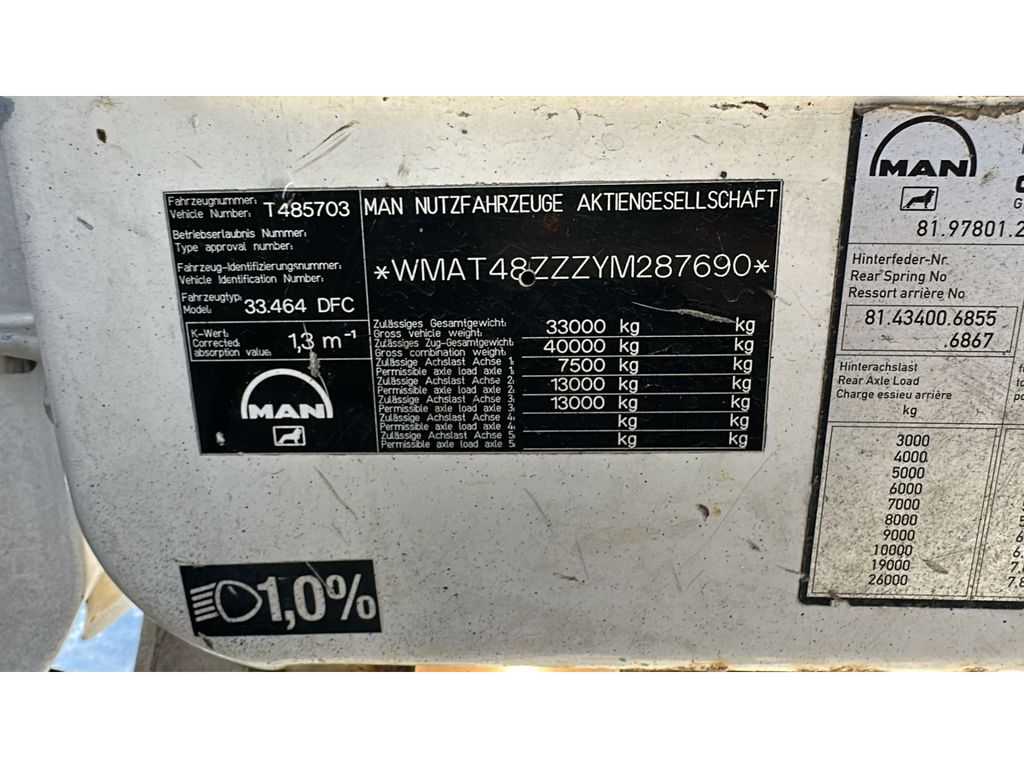 Fahrzeugnummer:
Vehicle Number: T485703
Betriebserlaubnis Nummer:
Type approval number:
Fahrzeug-Identifizierungsnummer:
Vehicle Identification Number:
Fahrzeugtyp:
Model: 33.464 DFC
K-Wert:
Corrected: 1,3 m⁻¹
absorption value:
MAN
MAN NUTZFAHRZEUGE AKTIENGESELLSCHAFT
*WMAT48ZZZYM287690*
Zulässiges Gesamtgewicht:
Gross vehicle weight: 33000 kg kg
Zulässige Zug-Gesamtgewicht:
Gross combination weight: 40000 kg kg
Zulässige Achslast Achse 1:
Permissible axle load axle 1: 7500 kg kg
Zulässige Achslast Achse 2:
Permissible axle load axle 2: 13000 kg kg
Zulässige Achslast Achse 3:
Permissible axle load axle 3: 13000 kg kg
Zulässige Achslast Achse 4:
Permissible axle load axle 4: kg kg
Zulässige Achslast Achse 5:
Permissible axle load axle 5: kg kg
1,0%
MAN
81.97801.2
Hinterfeder-Nr.
Rear Spring No
Ressort arrière No
81.43400.6855
.6867
Hinterachslast
Rear Axle Load
Charge essieu arrière
kg
3000
4000
5000
6000
7000
8000
9000
10000
19000
26000